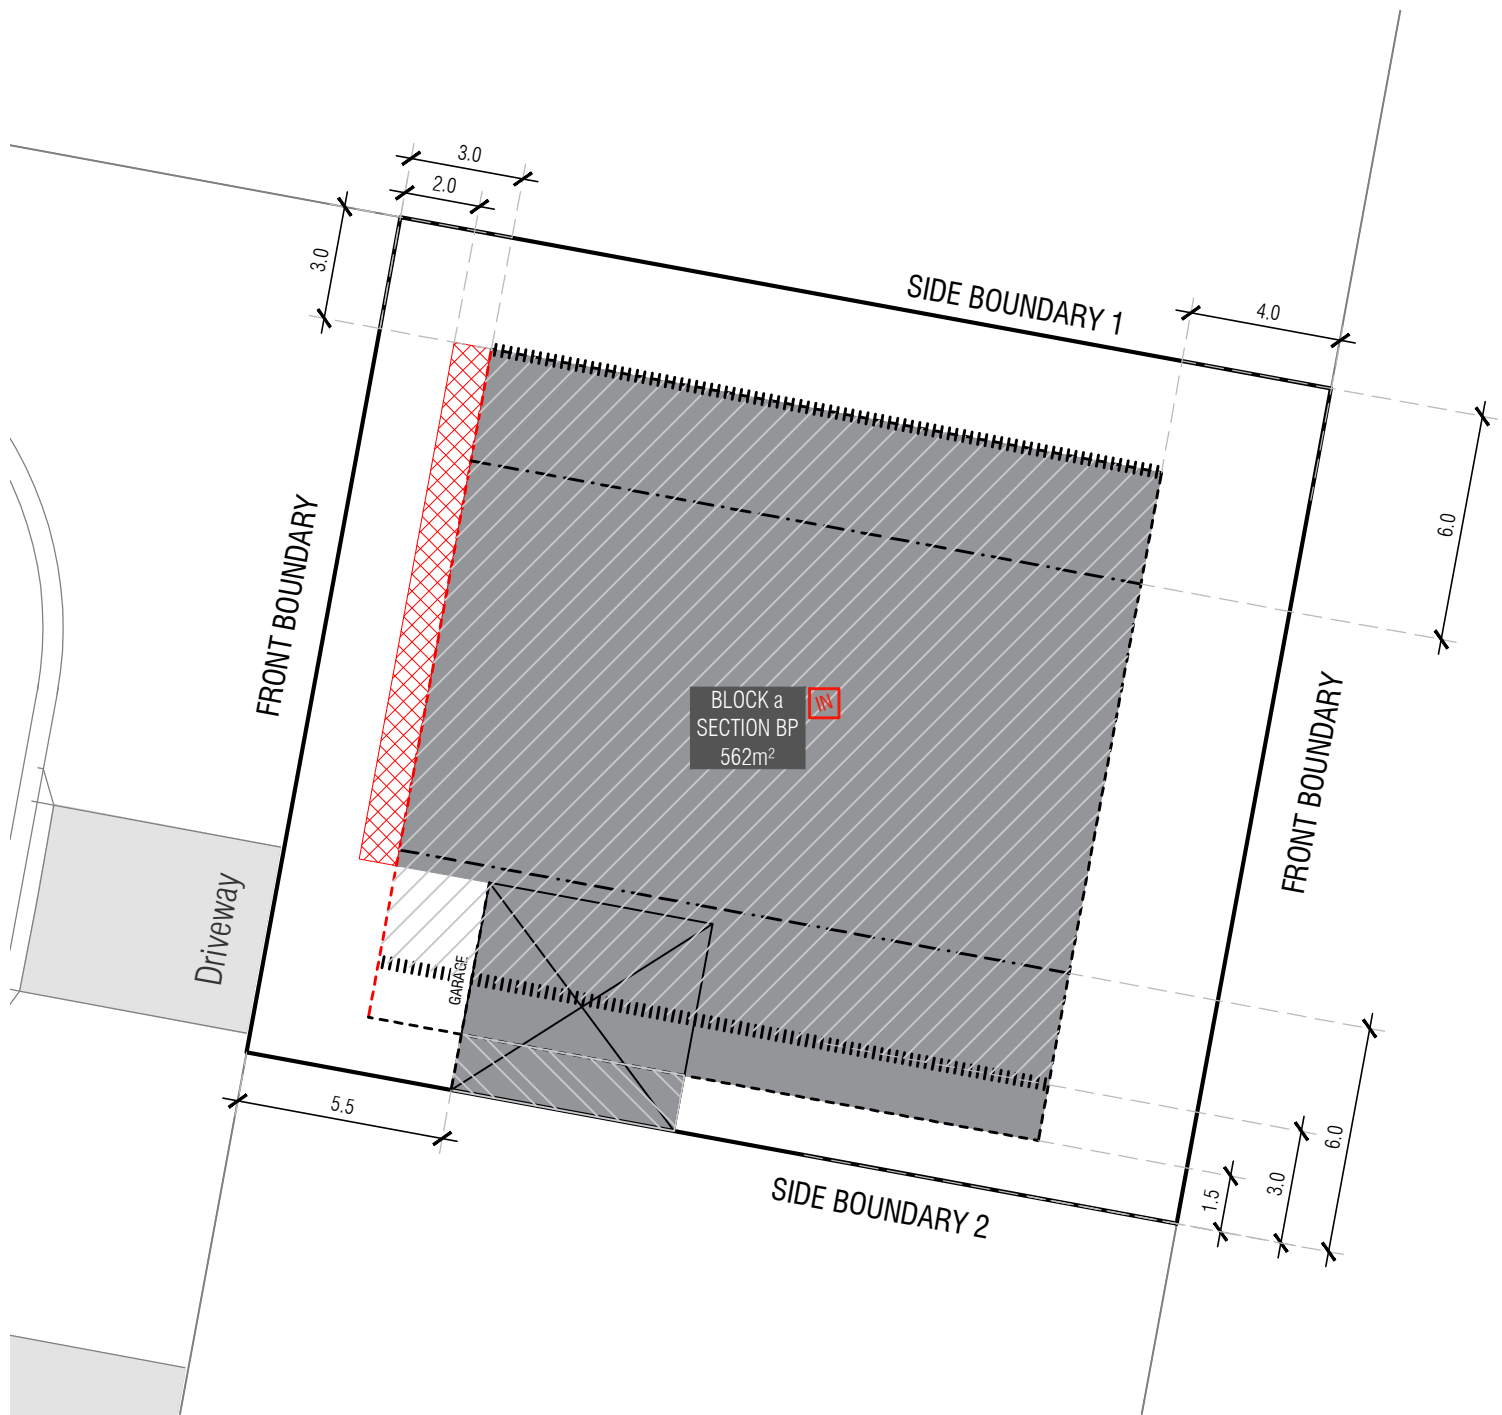 3.0
2.0
3.0
SIDE BOUNDARY 1
4.0
6.0
FRONT BOUNDARY
BLOCK a
IN
SECTION BP
562m²
FRONT BOUNDARY
Driveway
GARAGE
5.5
SIDE BOUNDARY 2
1.5
3.0
6.0